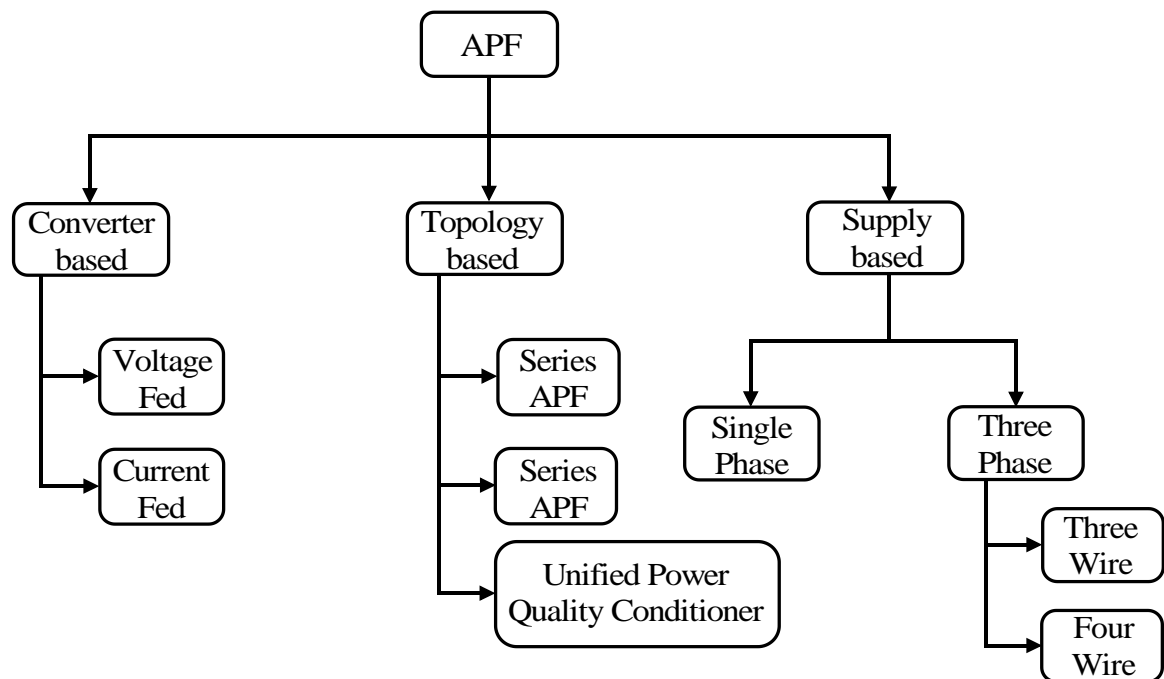 APF
Converter
based
Topology
based
Supply
based
Voltage
Fed
Current
Fed
Series
APF
Series
APF
Unified Power
Quality Conditioner
Single
Phase
Three
Phase
Three
Wire
Four
Wire